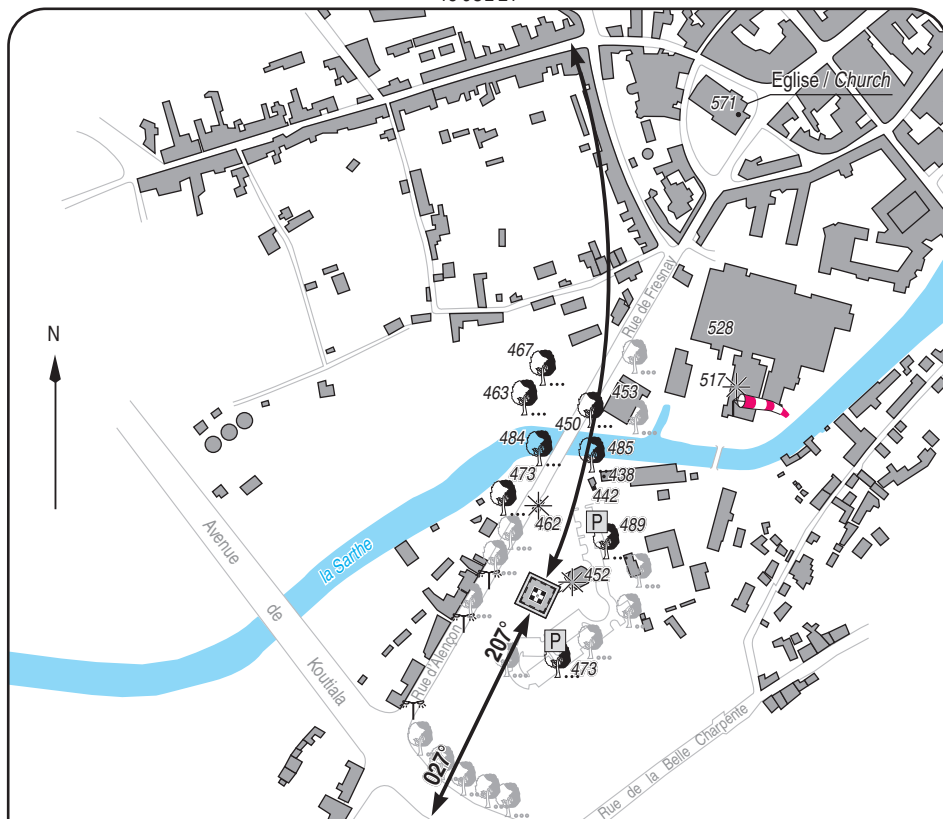 Eglise / Church
571
Rue de Fresnay
N
528
467
517
463
453
450
484
485
473
438
442
462
P
489
Avenue
de
Koutiala
la Sarthe
452
207°
P
473
Rue d'Alençon
027°
Rue de la Belle Charpente